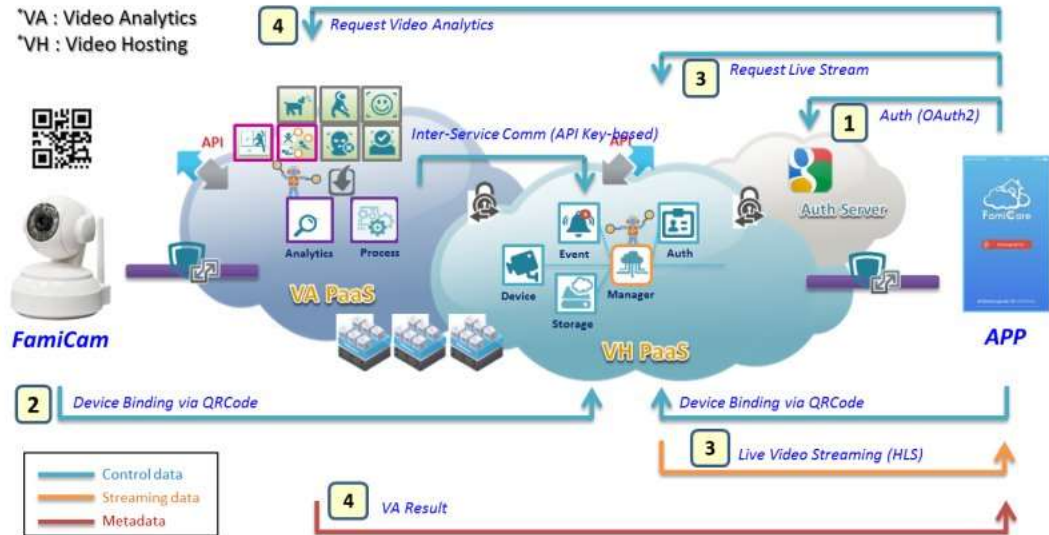 *VA : Video Analytics
*VH : Video Hosting
4
Request Video Analytics
3
Request Live Stream
1
Auth (OAuth2)
API
Inter-Service Comm (API Key-based)
API
Auth Server
FamiCare
Analytics
Process
Event
Auth
Device
Manager
Storage
VA PaaS
VH PaaS
FamiCam
APP
2
Device Binding via QRCode
Device Binding via QRCode
3
Live Video Streaming (HLS)
4
VA Result
Control data
Streaming data
Metadata